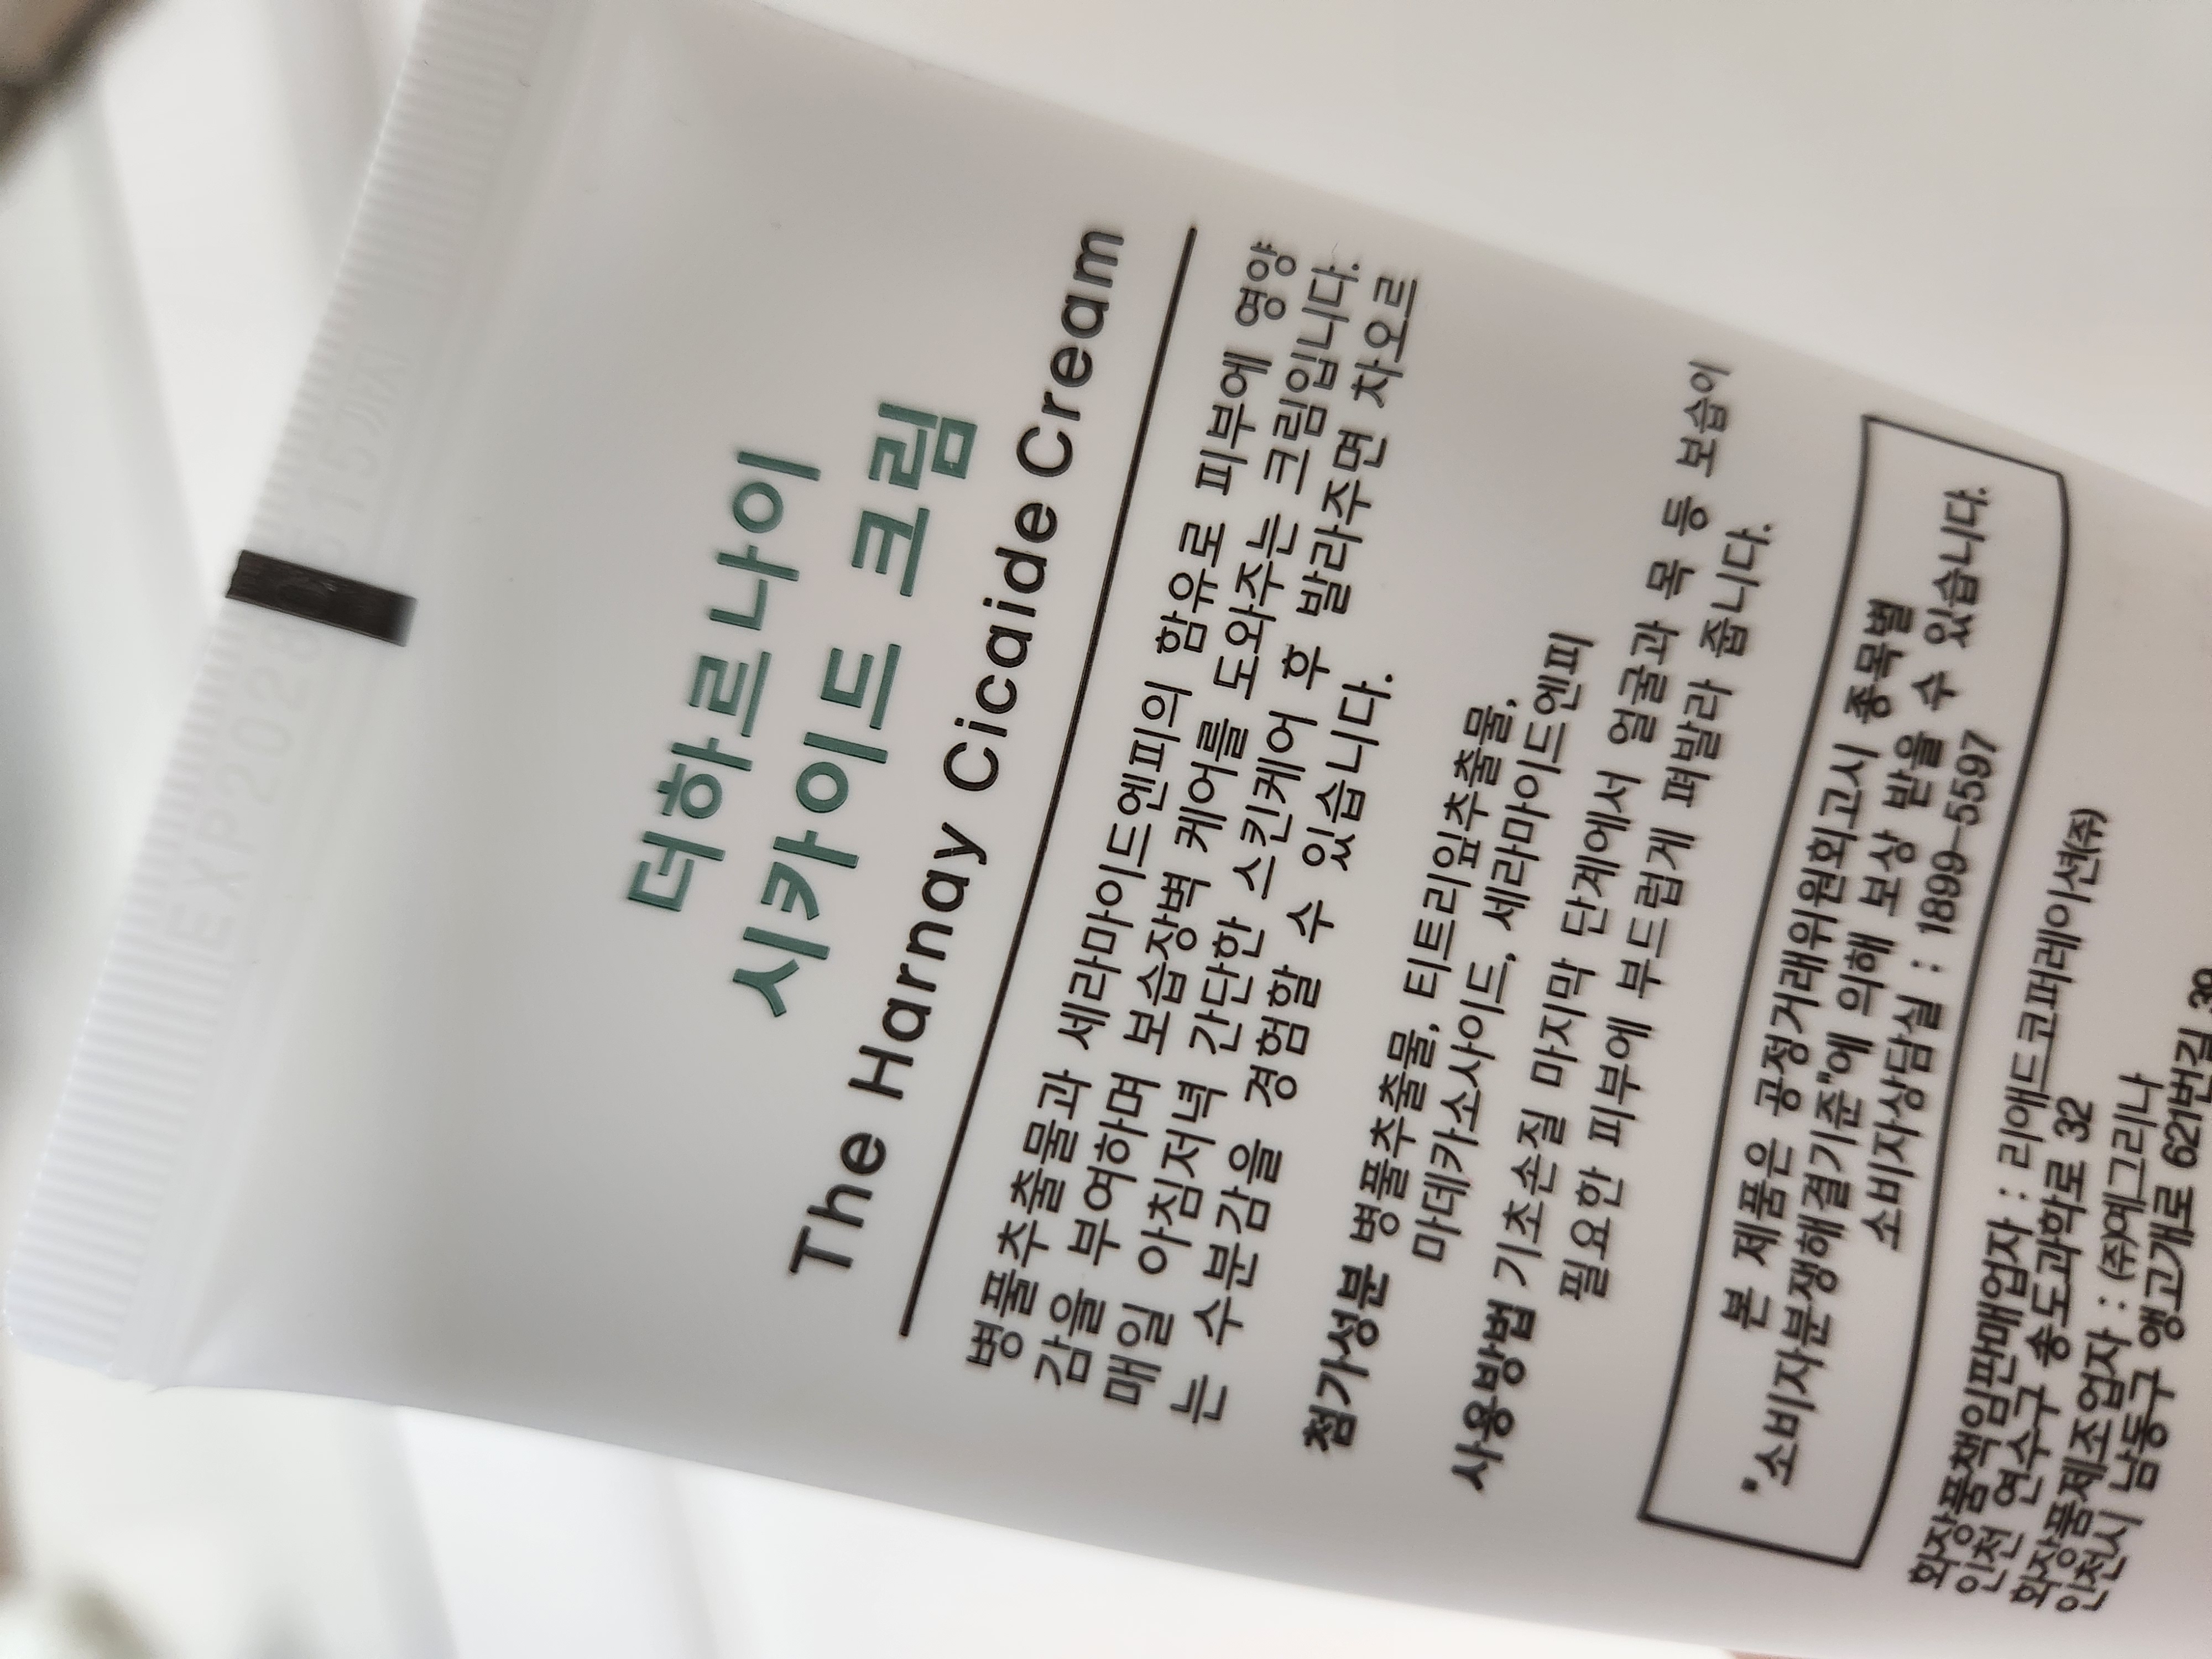 더하르나이
시카이드 크림
The Harnay Cicaide Cream
병풀추출물과 세라마이드엔피의 함유로 피부에 영양
감을 부여하며 보습장벽 케어를 도와주는 크림입니다.
매일 아침저녁 간단한 스킨케어 후 발라주면 차오르
는 수분감을 경험할 수 있습니다.
첨가성분 병풀추출물, 티트리잎추출물,
마데카소사이드, 세라마이드엔피
사용방법 기초손질 마지막 단계에서 얼굴과 목 등 보습이
필요한 피부에 부드럽게 펴발라 줍니다.
본 제품은 공정거래위원회고시 종목별
"소비자분쟁해결기준"에 의해 보상 받을 수 있습니다.
소비자상담실 : 1899-5597
화장품책임판매업자 : 리애드코퍼레이션(주)
인천 연수구 송도과학로 32
화장품제조업자 : (주)예그리나
인천시 남동구 앵고개로 621번길 39